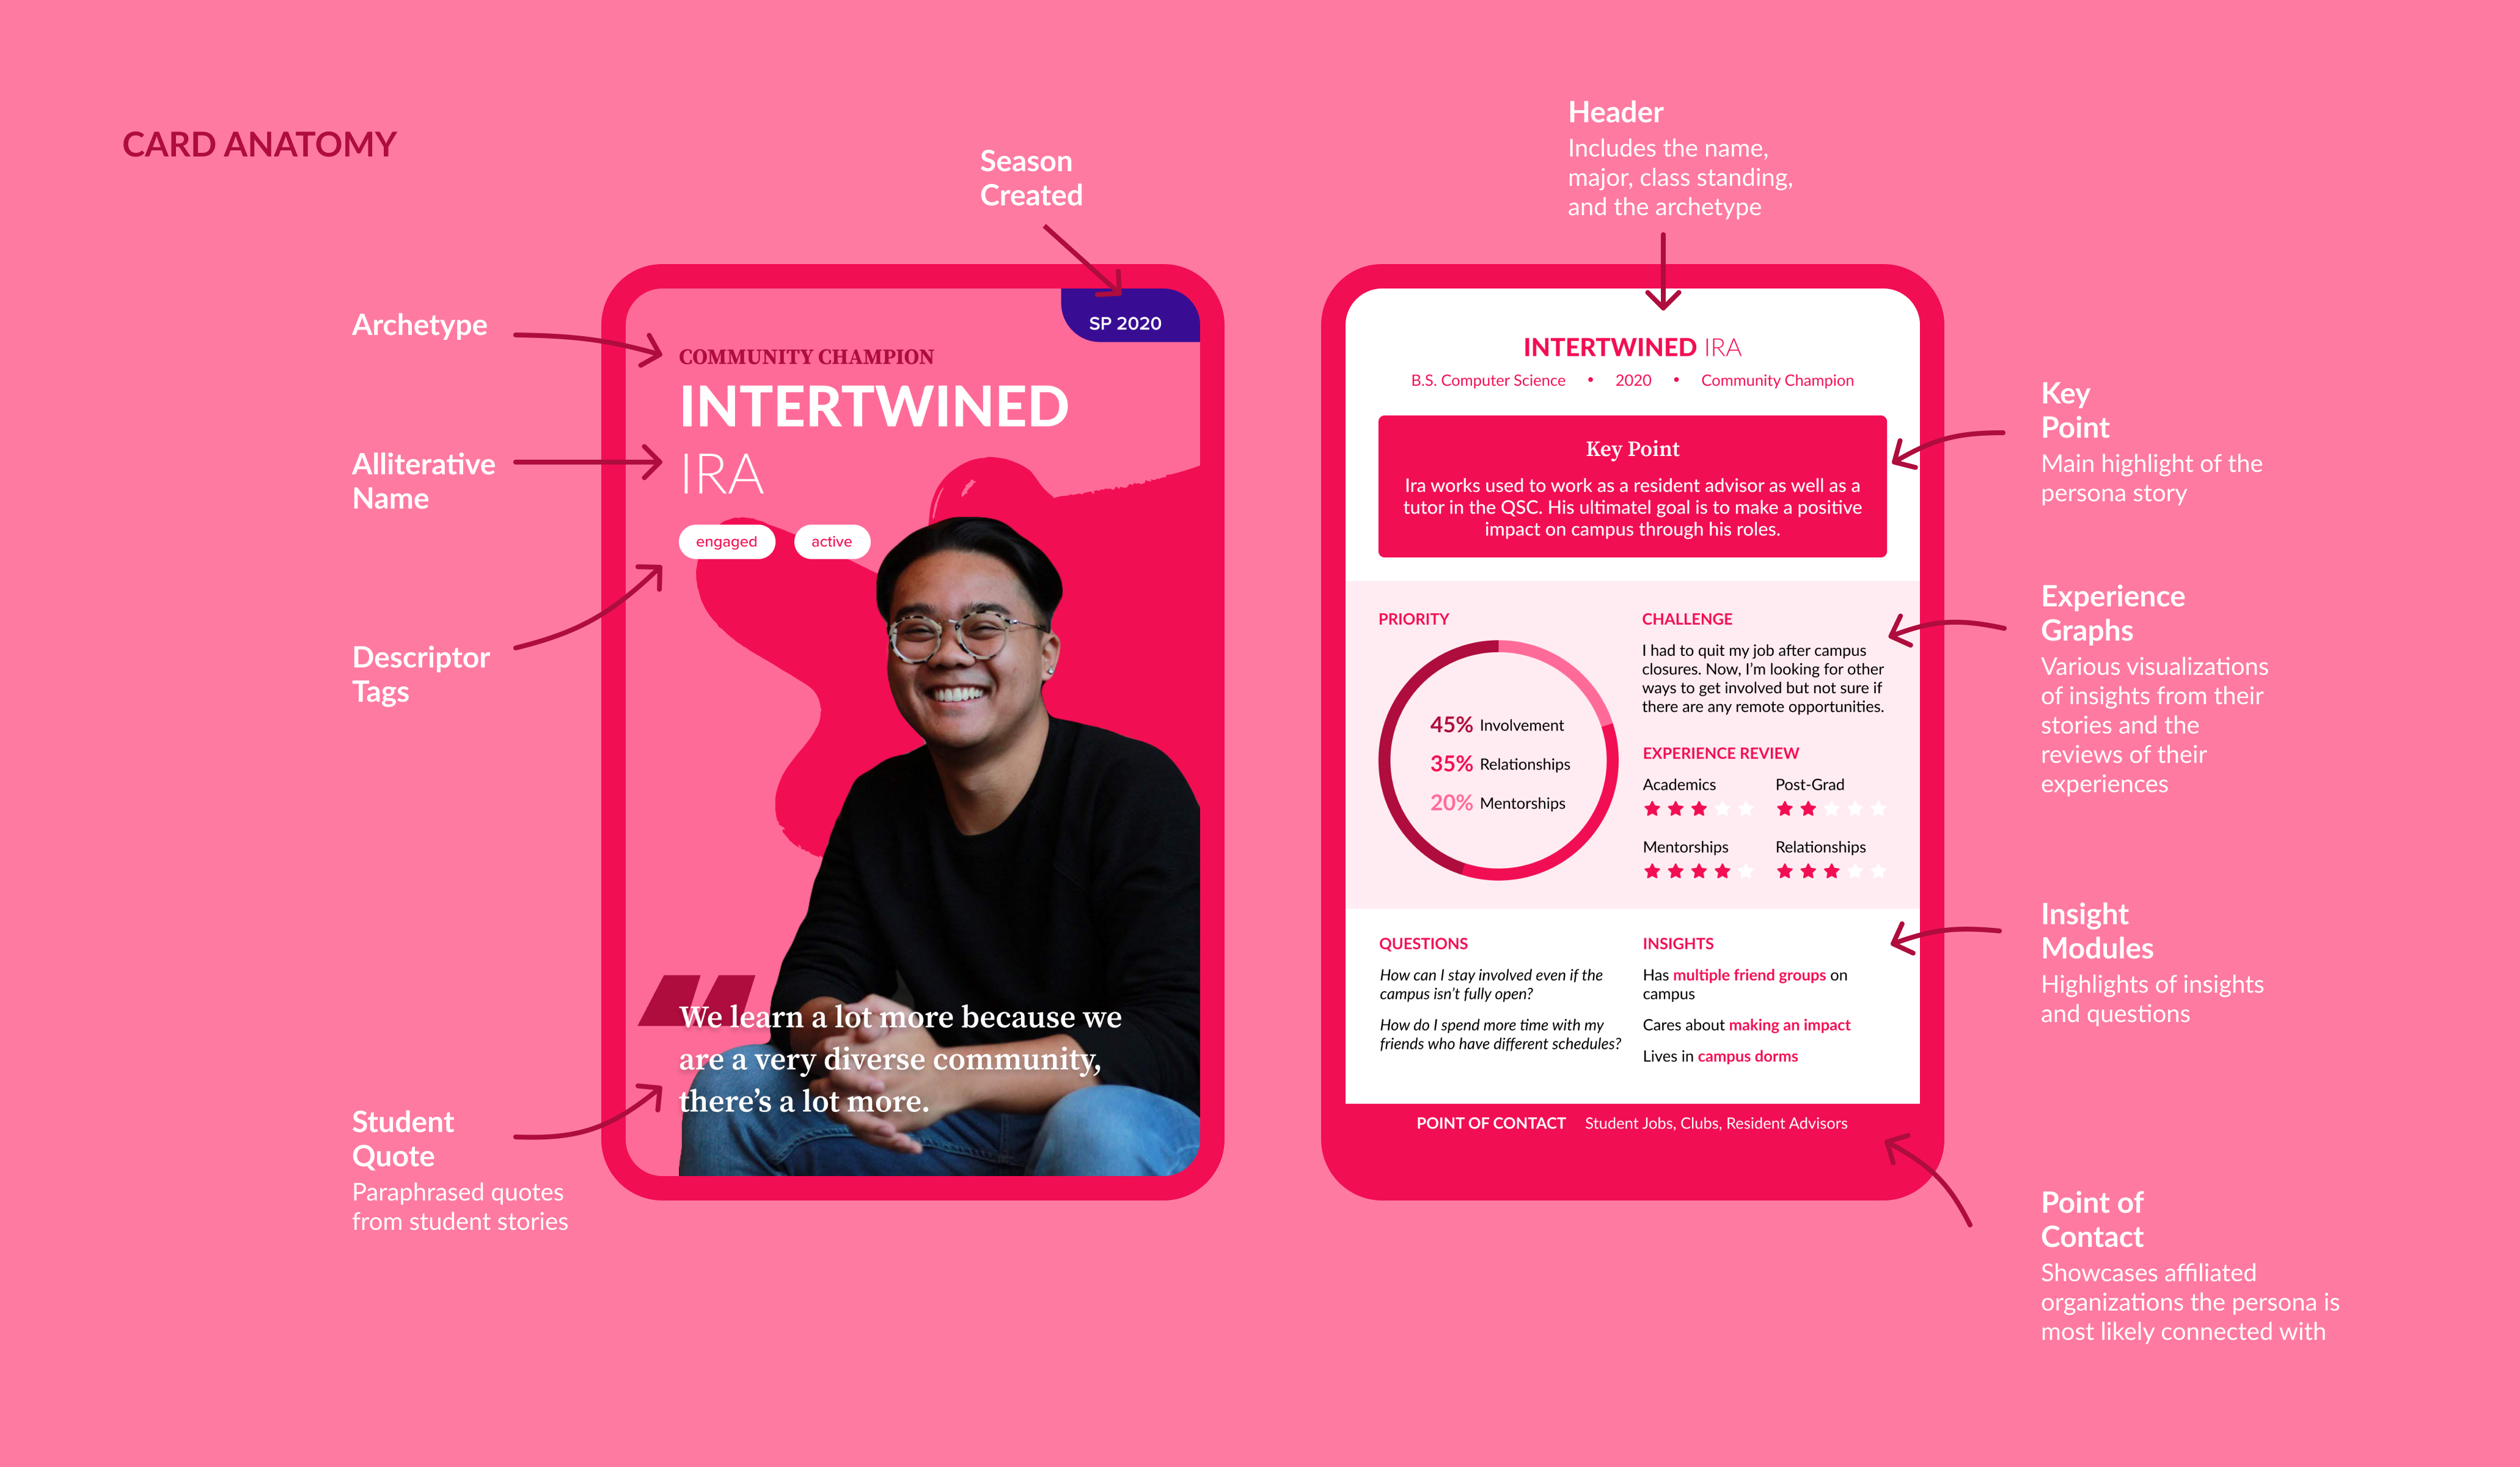 CARD ANATOMY
Season
Created
Archetype
Alliterative
Name
Descriptor
Tags
Student
Quote
Paraphrased quotes
from student stories
SP 2020
COMMUNITY CHAMPION
INTERTWINED
IRA
engaged active
We learn a lot more because we
are a very diverse community,
there's a lot more.
Header
Includes the name,
major, class standing,
and the archetype
INTERTWINED IRA
B.S. Computer Science • 2020 • Community Champion
Key Point
Ira works used to work as a resident advisor as well as a
tutor in the QSC. His ultimatel goal is to make a positive
impact on campus through his roles.
PRIORITY
45% Involvement
35% Relationships
20% Mentorships
CHALLENGE
I had to quit my job after campus
closures. Now, I'm looking for other
ways to get involved but not sure if
there are any remote opportunities.
EXPERIENCE REVIEW
Academics Post-Grad
Mentorships Relationships
QUESTIONS
How can I stay involved even if the
campus isn't fully open?
How do I spend more time with my
friends who have different schedules?
INSIGHTS
Has multiple friend groups on
campus
Cares about making an impact
Lives in campus dorms
POINT OF CONTACT Student Jobs, Clubs, Resident Advisors
Key
Point
Main highlight of the
persona story
Experience
Graphs
Various visualizations
of insights from their
stories and the
reviews of their
experiences
Insight
Modules
Highlights of insights
and questions
Point of
Contact
Showcases affiliated
organizations the persona is
most likely connected with